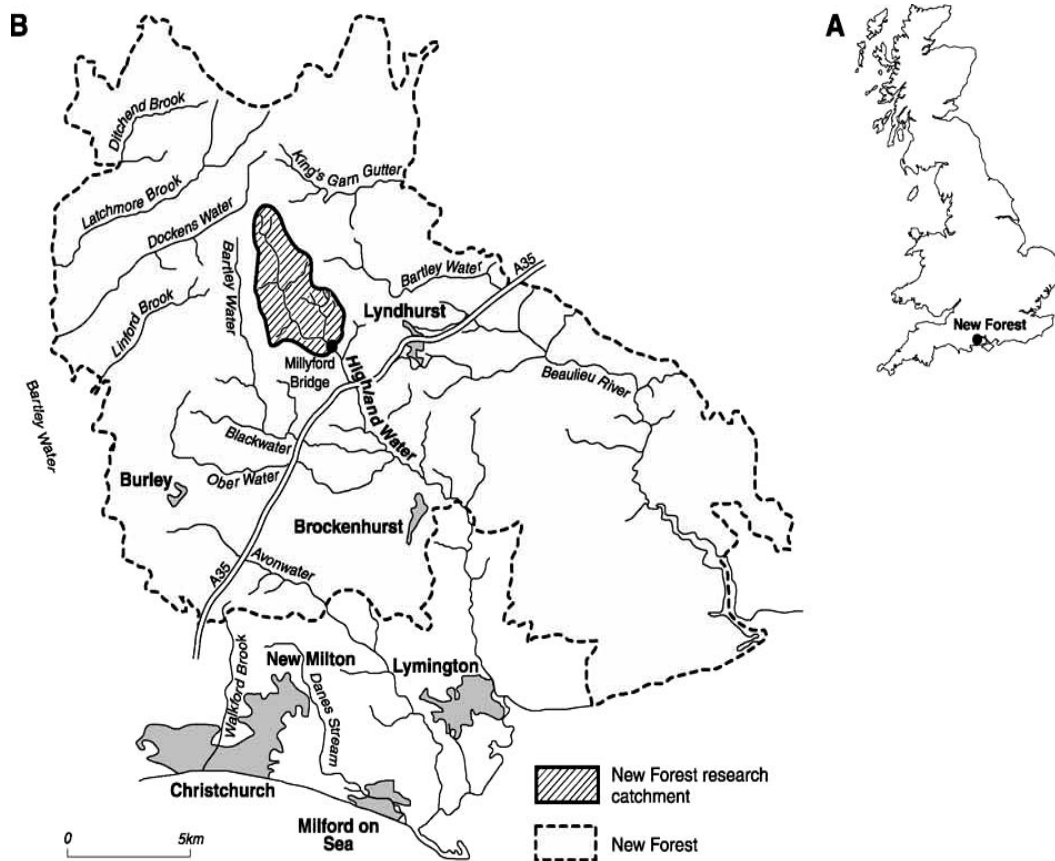 B
A
Ditchend Brook
Latchmore Brook
King's Garn Gutter
Dockens Water
Bartley Water
Bartley Water
A35
Linford Brook
Lyndhurst
New Forest
Millyford
Bridge
Highland Water
Beaulieu River
Bartley Water
Blackwater
Ober Water
Burley
Brockenhurst
Avonwater
A35
Walkford Brook
New Milton
Lymington
Danes Stream
Christchurch
Milford on
Sea
New Forest research
catchment
New Forest
0 5km